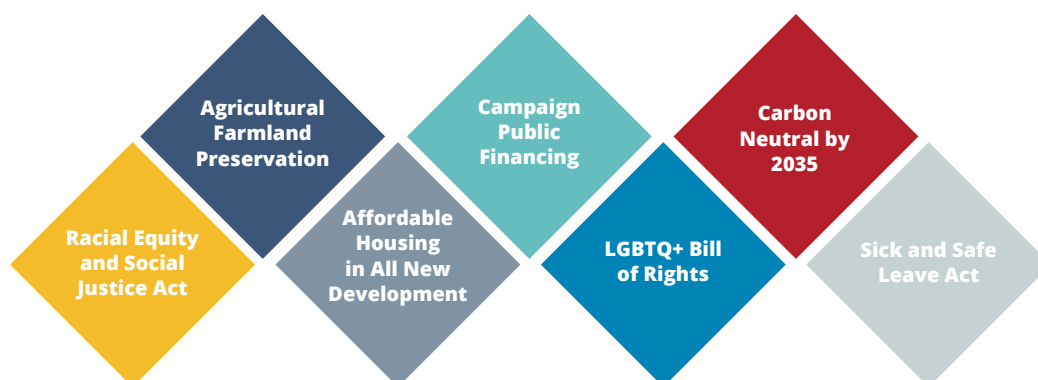 Agricultural
Farmland
Preservation
Campaign
Public
Financing
Carbon
Neutral by
2035
Racial Equity
and Social
Justice Act
Affordable
Housing
in All New
Development
LGBTQ+ Bill
of Rights
Sick and Safe
Leave Act